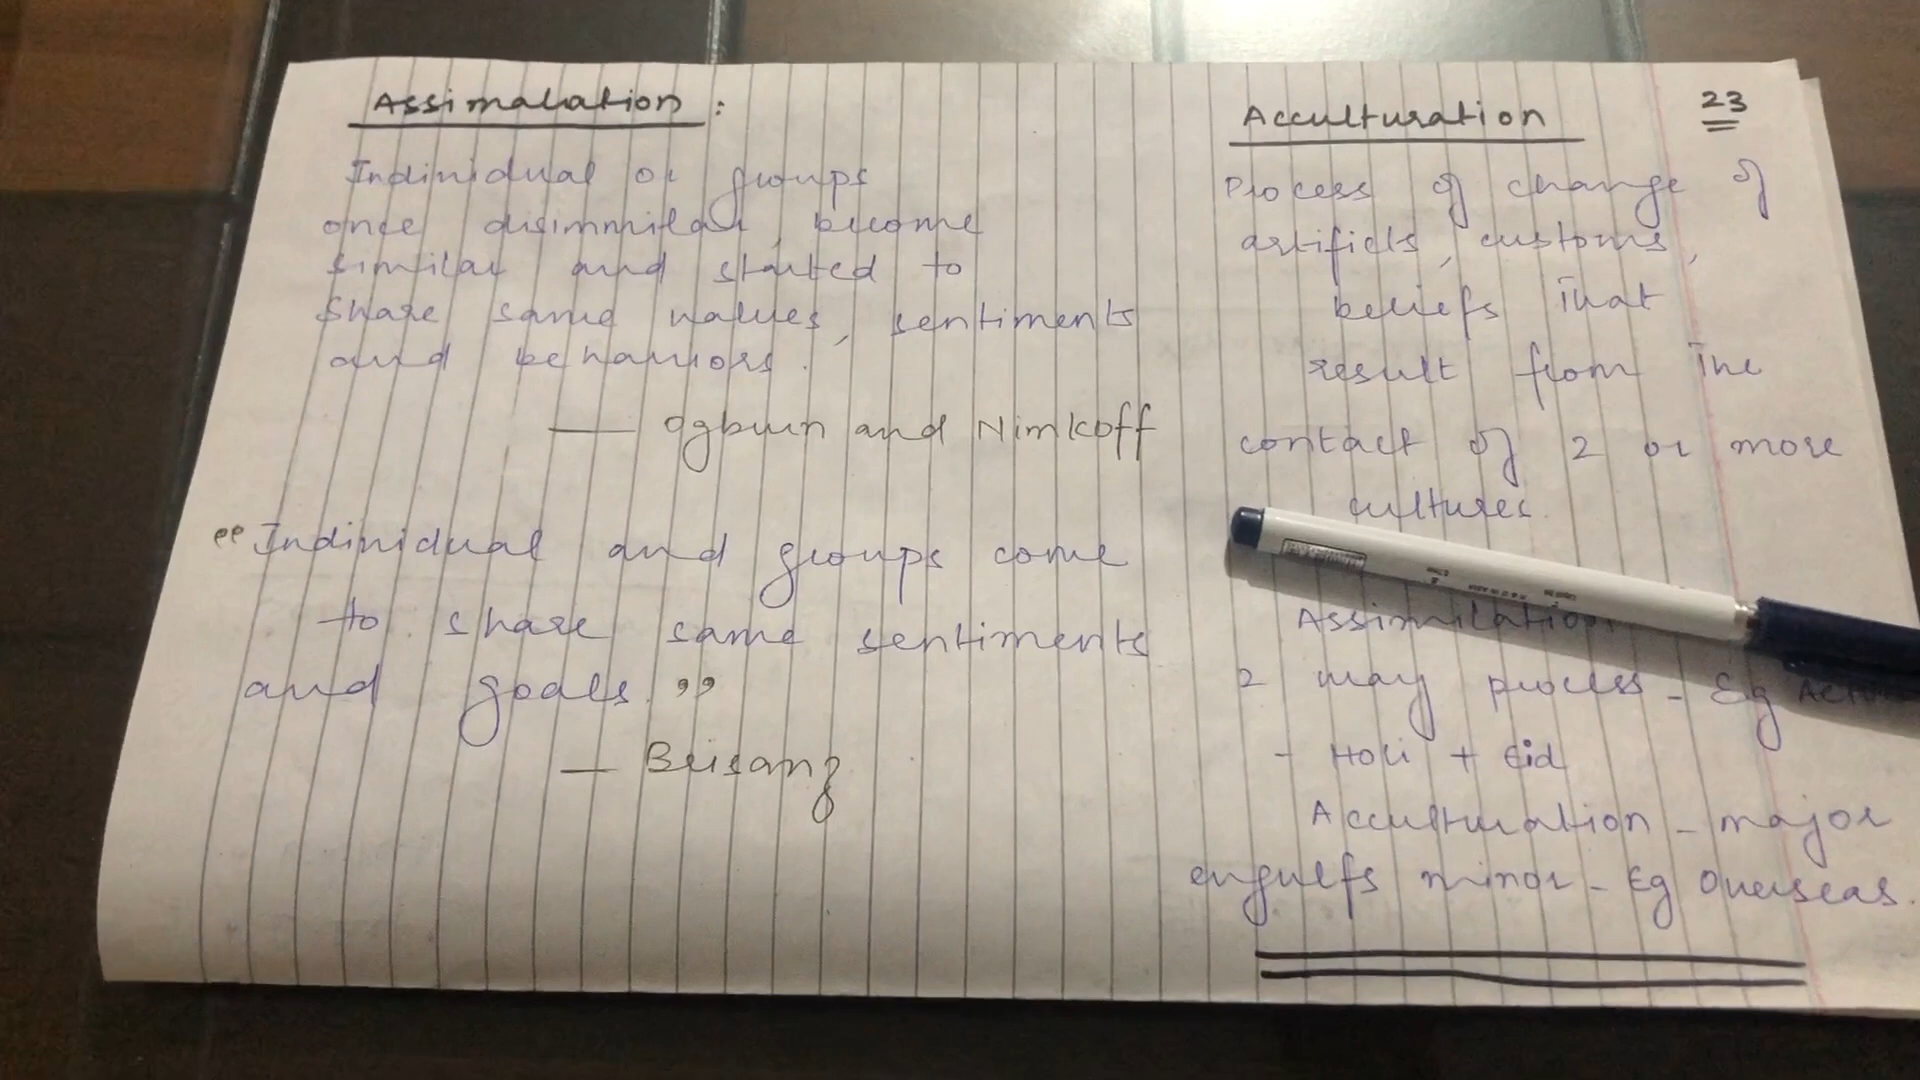 Assimalation :
Individual or groups
once disimmilar, become
similar and started to
share same values, sentiments
and behaviors.
— Ogburn and Nimkoff
"Individual and groups come
to share same sentiments
and goals."
— Beisanz
23
Acculturation
Process of change of
artifiets, customs,
beliefs that
result from the
contact of 2 or more
cultures.
Assimilation
2 way process - Eg
- Holi + Eid
Acculturation - major
engulfs minor - Eg Overseas.